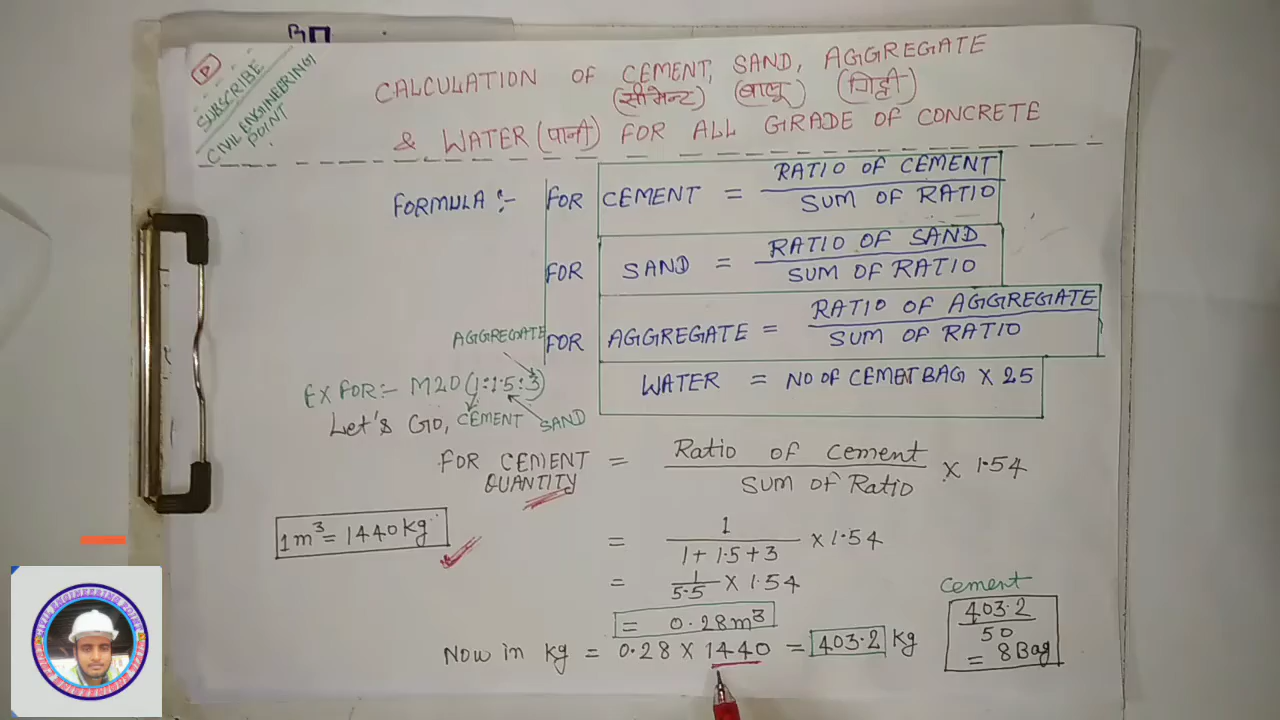 P
SUBSCRIBE
CIVIL ENGINEERING
POINT
CALCULATION OF CEMENT, SAND, AGGREGATE
(सीमेन्ट) (बालू) (गिट्टी)
& WATER (पानी) FOR ALL GRADE OF CONCRETE
FORMULA :- FOR CEMENT = RATIO OF CEMENT
SUM OF RATIO
FOR SAND = RATIO OF SAND
SUM OF RATIO
FOR AGGREGATE = RATIO OF AGGREGATE
SUM OF RATIO
WATER = NO OF CEMET BAG × 25
AGGREGATE
EX FOR:- M20 (1:1.5:3)
Let's GO, CEMENT SAND
FOR CEMENT = Ratio of cement × 1.54
QUANTITY Sum of Ratio
1m³ = 1440 kg
= 1 × 1.54
1+1.5+3
= 1 × 1.54
5.5
= 0.28m³
Now in kg = 0.28 × 1440 = 403.2 kg
Cement
403.2
50
= 8 Bag
CIVIL ENGINEERING POINT